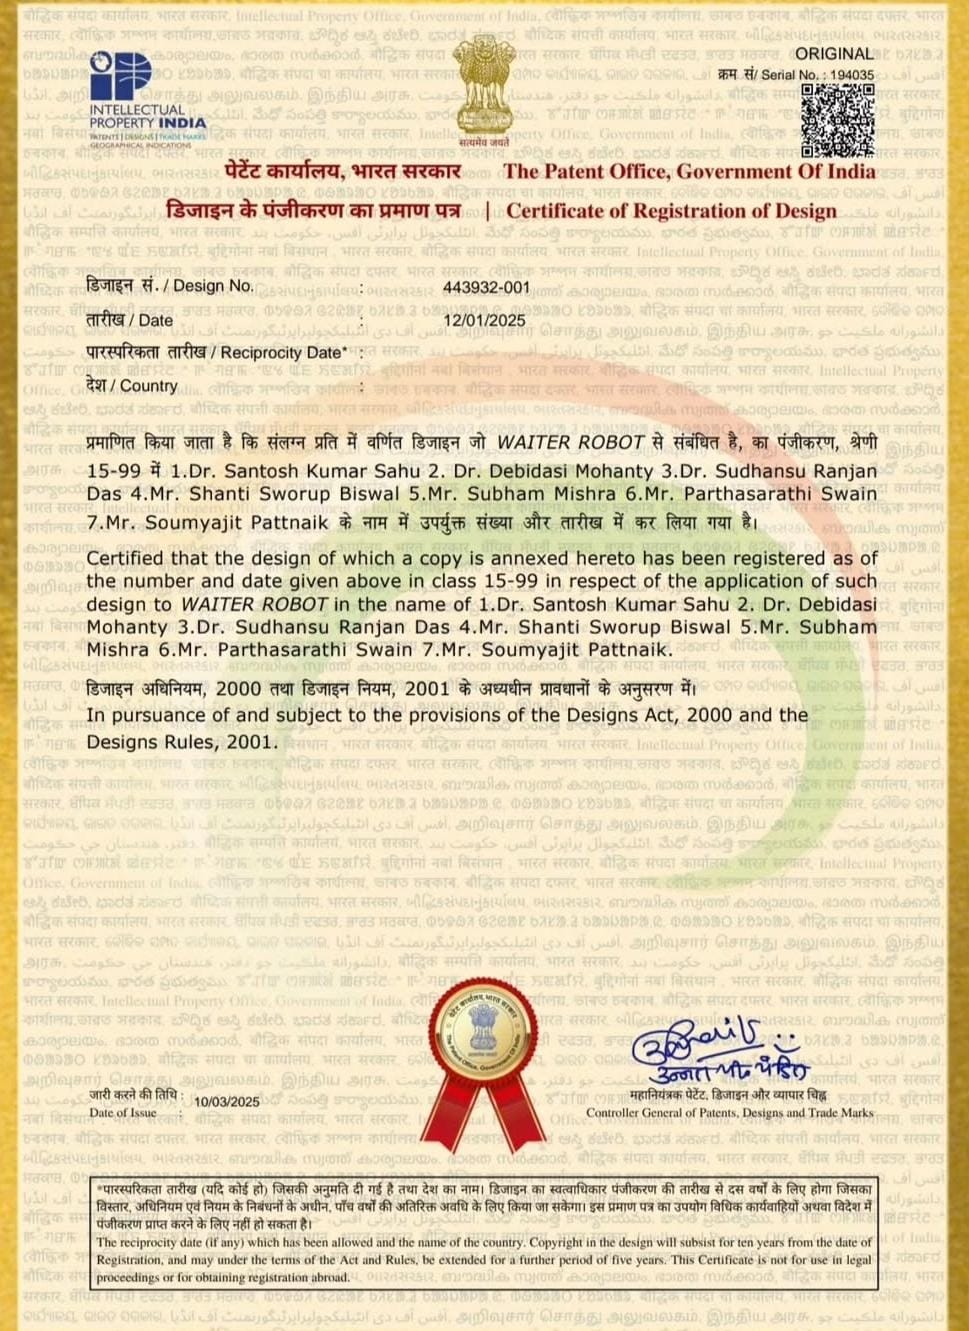 INTELLECTUAL
PROPERTY INDIA
PATENTS | DESIGNS | TRADE MARKS
GEOGRAPHICAL INDICATIONS
सत्यमेव जयते
ORIGINAL
क्रम सं/ Serial No. : 194035
पेटेंट कार्यालय, भारत सरकार The Patent Office, Government Of India
डिजाइन के पंजीकरण का प्रमाण पत्र | Certificate of Registration of Design
डिजाइन सं. / Design No. : 443932-001
तारीख / Date : 12/01/2025
पारस्परिकता तारीख / Reciprocity Date* :
देश / Country :
प्रमाणित किया जाता है कि संलग्न प्रति में वर्णित डिजाइन जो WAITER ROBOT से संबंधित है, का पंजीकरण, श्रेणी
15-99 में 1.Dr. Santosh Kumar Sahu 2. Dr. Debidasi Mohanty 3.Dr. Sudhansu Ranjan
Das 4.Mr. Shanti Sworup Biswal 5.Mr. Subham Mishra 6.Mr. Parthasarathi Swain
7.Mr. Soumyajit Pattnaik के नाम में उपर्युक्त संख्या और तारीख में कर लिया गया है।
Certified that the design of which a copy is annexed hereto has been registered as of
the number and date given above in class 15-99 in respect of the application of such
design to WAITER ROBOT in the name of 1.Dr. Santosh Kumar Sahu 2. Dr. Debidasi
Mohanty 3.Dr. Sudhansu Ranjan Das 4.Mr. Shanti Sworup Biswal 5.Mr. Subham
Mishra 6.Mr. Parthasarathi Swain 7.Mr. Soumyajit Pattnaik.
डिजाइन अधिनियम, 2000 तथा डिजाइन नियम, 2001 के अध्यधीन प्रावधानों के अनुसरण में।
In pursuance of and subject to the provisions of the Designs Act, 2000 and the
Designs Rules, 2001.
पेटेंट कार्यालय, भारत सरकार
The Patent Office, Government Of India
जारी करने की तिथि : 10/03/2025
Date of Issue :
महानियंत्रक पेटेंट, डिजाइन और व्यापार चिह्न
Controller General of Patents, Designs and Trade Marks
*पारस्परिकता तारीख (यदि कोई हो) जिसकी अनुमति दी गई है तथा देश का नाम। डिजाइन का स्वत्वाधिकार पंजीकरण की तारीख से दस वर्षों के लिए होगा जिसका
विस्तार, अधिनियम एवं नियम के निबंधनों के अधीन, पाँच वर्षों की अतिरिक्त अवधि के लिए किया जा सकेगा। इस प्रमाण पत्र का उपयोग विधिक कार्यवाहियों अथवा विदेश में
पंजीकरण प्राप्त करने के लिए नहीं हो सकता है।
The reciprocity date (if any) which has been allowed and the name of the country. Copyright in the design will subsist for ten years from the date of
Registration, and may under the terms of the Act and Rules, be extended for a further period of five years. This Certificate is not for use in legal
proceedings or for obtaining registration abroad.